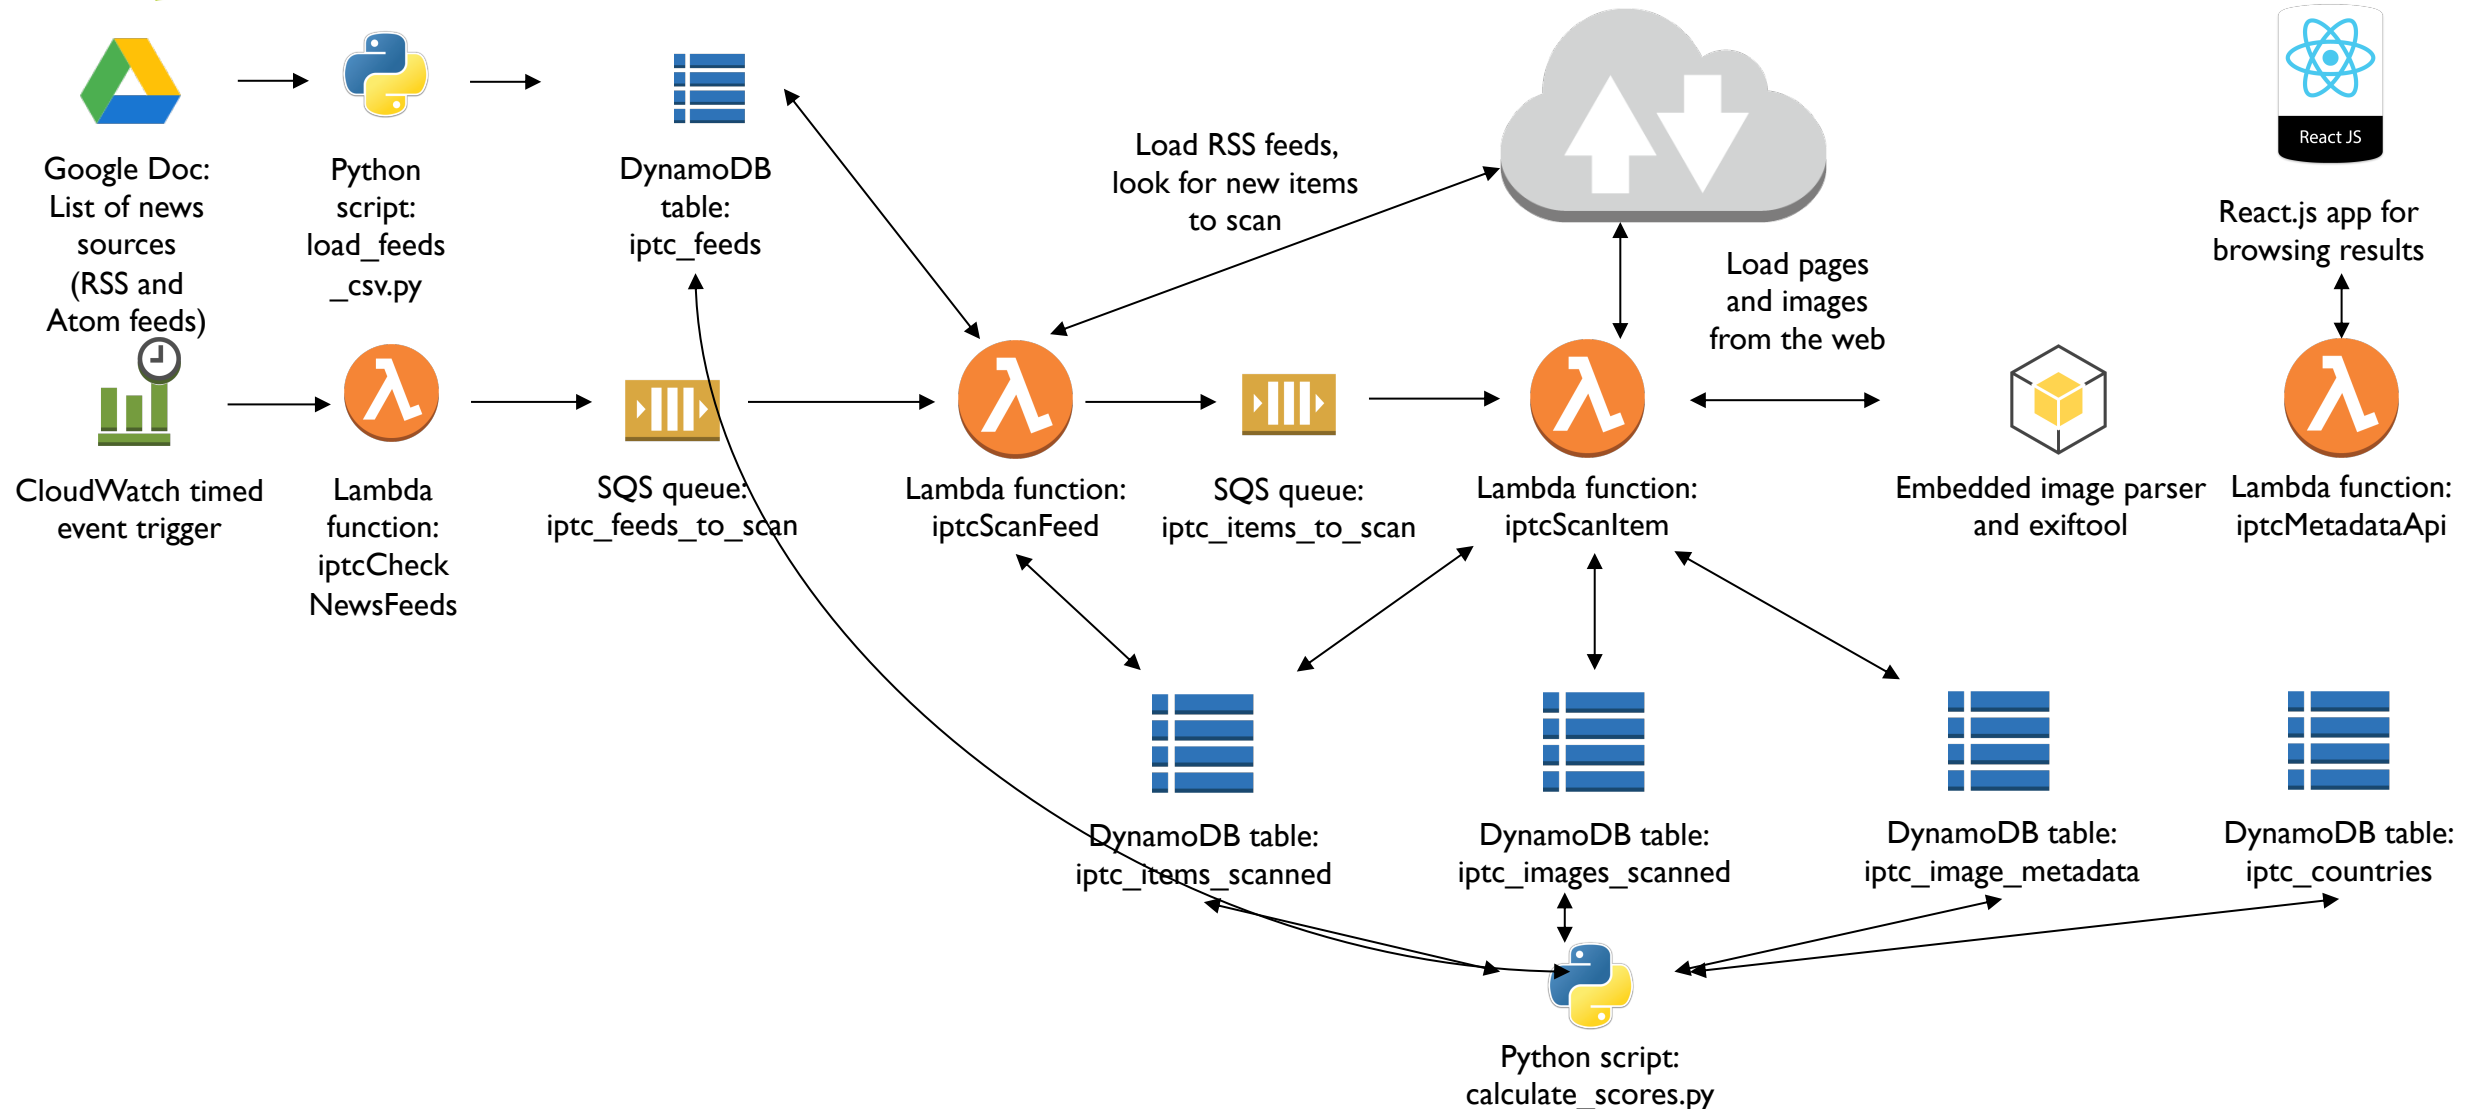 Google Doc:
List of news
sources
(RSS and
Atom feeds)
Python
script:
load_feeds
_csv.py
DynamoDB
table:
iptc_feeds
Load RSS feeds,
look for new items
to scan
Load pages
and images
from the web
React JS
React.js app for
browsing results
CloudWatch timed
event trigger
Lambda
function:
iptcCheck
NewsFeeds
SQS queue:
iptc_feeds_to_scan
Lambda function:
iptcScanFeed
SQS queue:
iptc_items_to_scan
Lambda function:
iptcScanItem
Embedded image parser
and exiftool
Lambda function:
iptcMetadataApi
DynamoDB table:
iptc_items_scanned
DynamoDB table:
iptc_images_scanned
DynamoDB table:
iptc_image_metadata
DynamoDB table:
iptc_countries
Python script:
calculate_scores.py